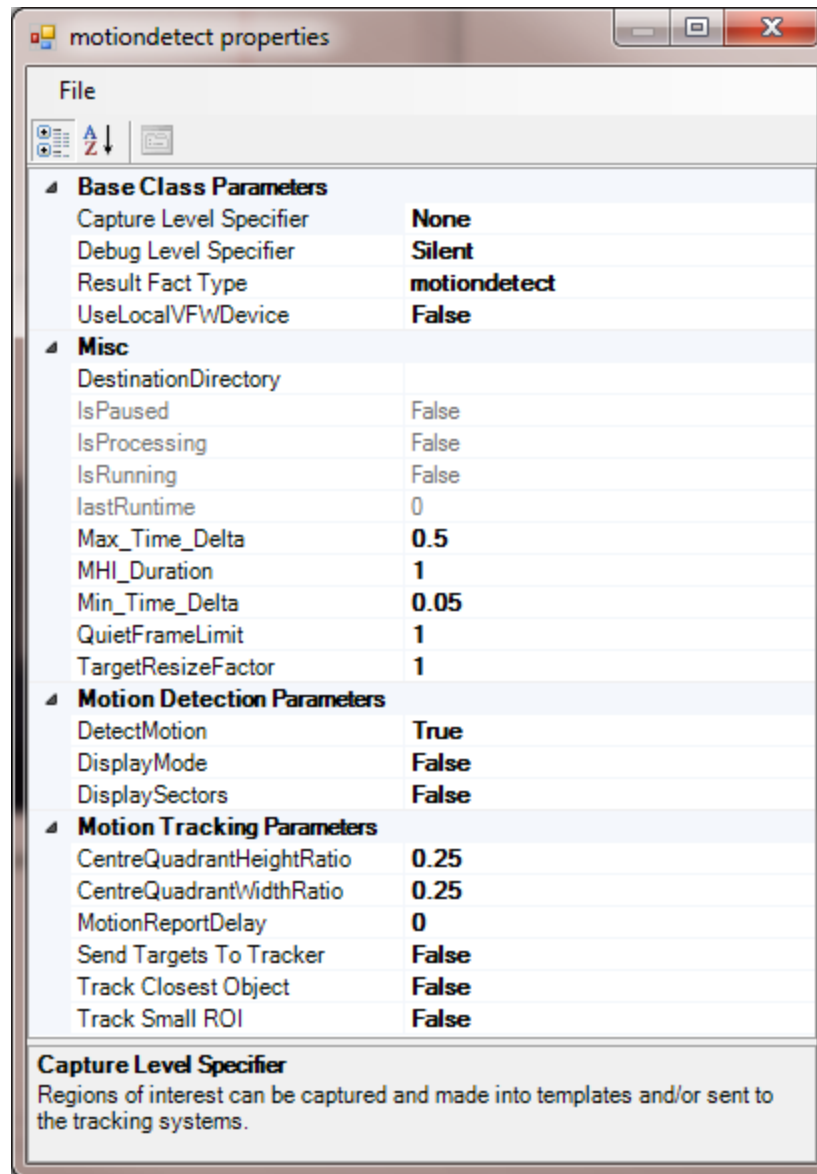 motiondetect properties
File
Base Class Parameters
Capture Level Specifier None
Debug Level Specifier Silent
Result Fact Type motiondetect
UseLocalVFWDevice False
Misc
DestinationDirectory
IsPaused False
IsProcessing False
IsRunning False
lastRuntime 0
Max_Time_Delta 0.5
MHI_Duration 1
Min_Time_Delta 0.05
QuietFrameLimit 1
TargetResizeFactor 1
Motion Detection Parameters
DetectMotion True
DisplayMode False
DisplaySectors False
Motion Tracking Parameters
CentreQuadrantHeightRatio 0.25
CentreQuadrantWidthRatio 0.25
MotionReportDelay 0
Send Targets To Tracker False
Track Closest Object False
Track Small ROI False
Capture Level Specifier
Regions of interest can be captured and made into templates and/or sent to
the tracking systems.